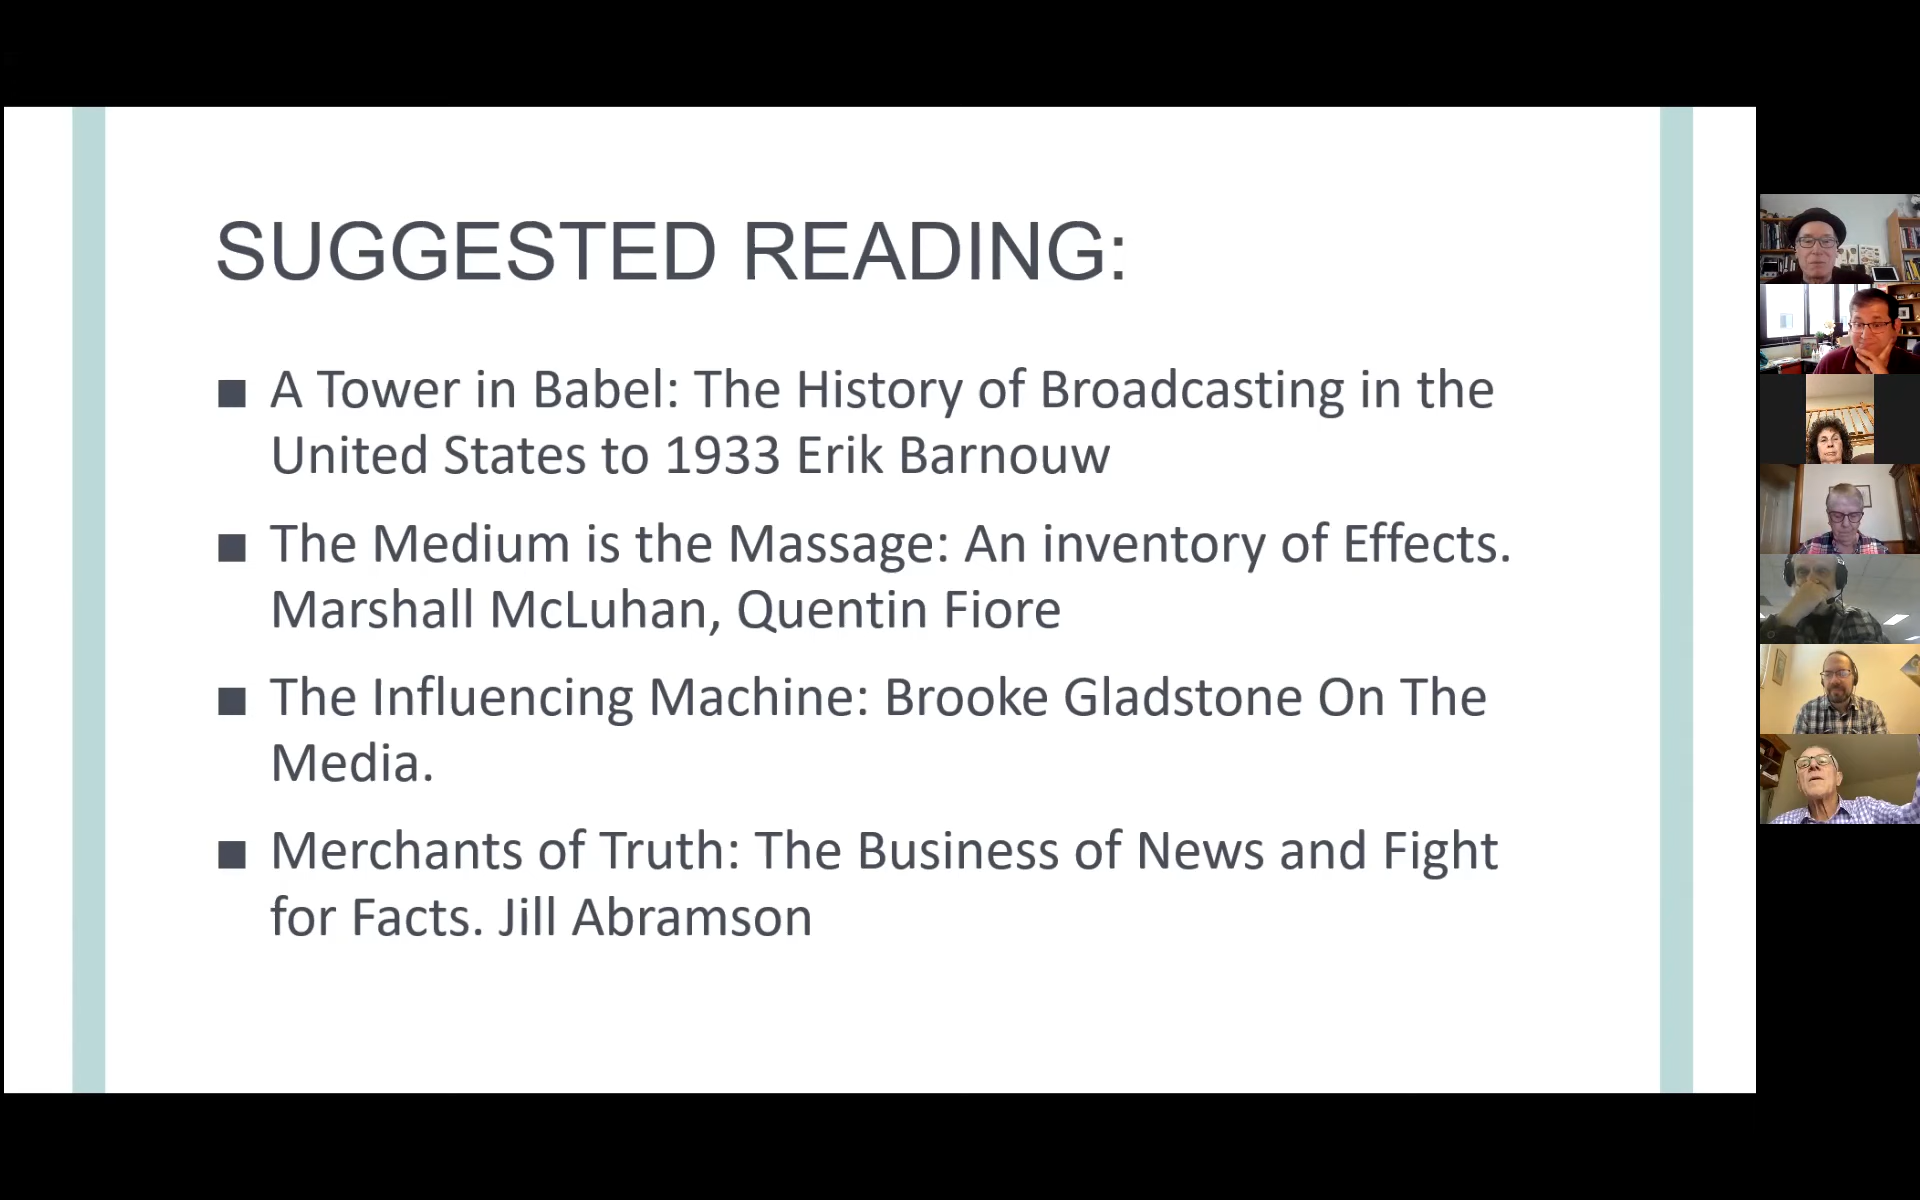 SUGGESTED READING:
■ A Tower in Babel: The History of Broadcasting in the
United States to 1933 Erik Barnouw
■ The Medium is the Massage: An inventory of Effects.
Marshall McLuhan, Quentin Fiore
■ The Influencing Machine: Brooke Gladstone On The
Media.
■ Merchants of Truth: The Business of News and Fight
for Facts. Jill Abramson